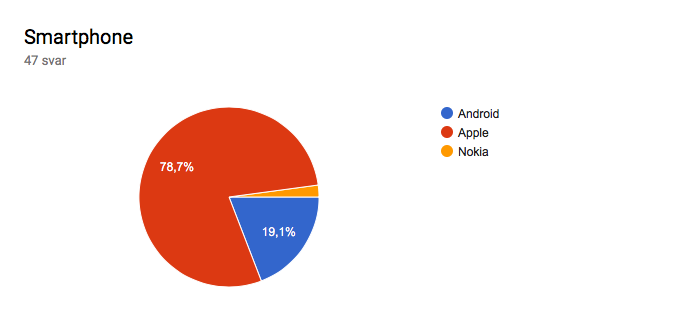 Smartphone
47 svar
Android
Apple
Nokia
78,7%
19,1%